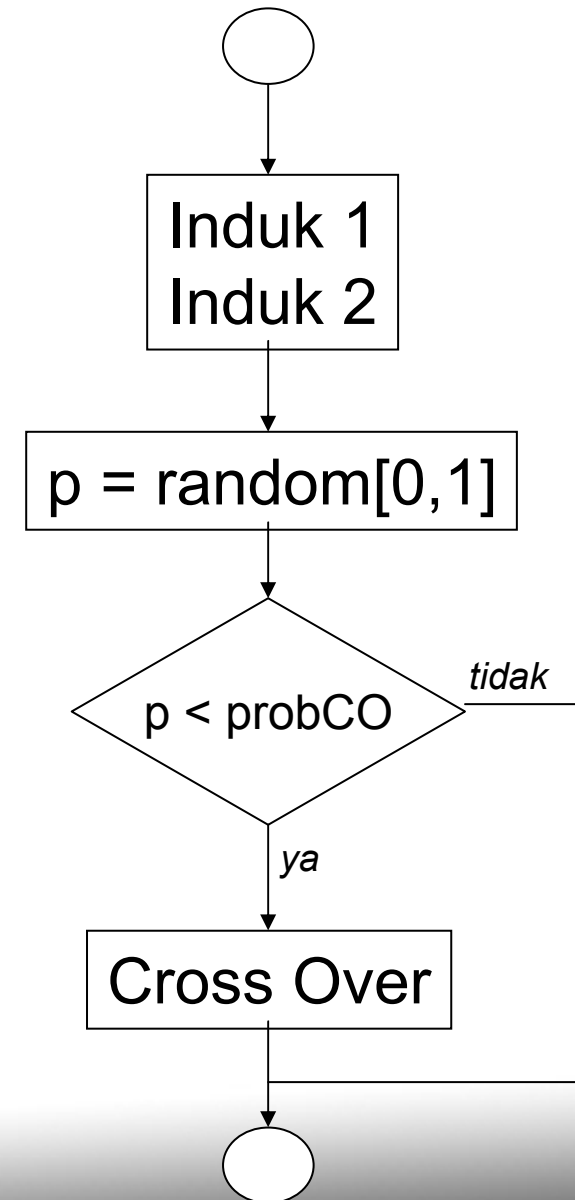 Induk 1
Induk 2
p = random[0,1]
p < probCO
tidak
ya
Cross Over